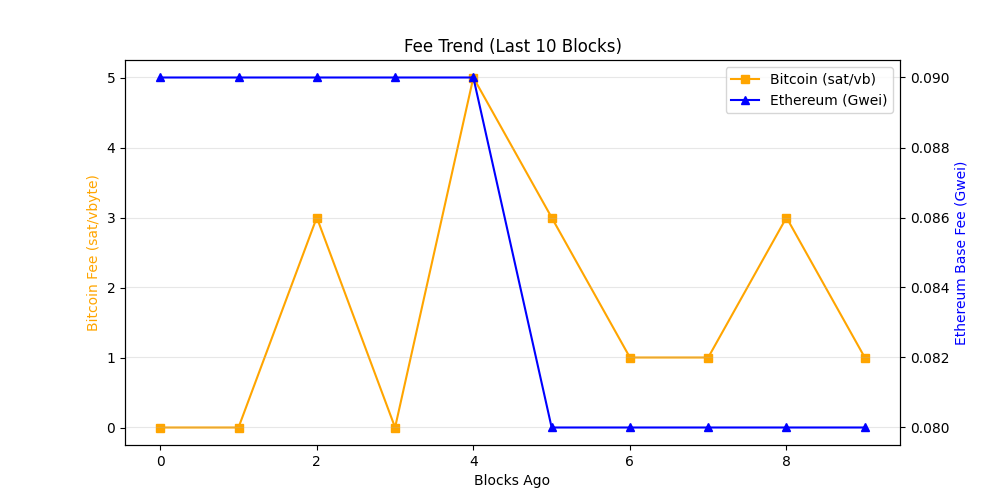 Fee Trend (Last 10 Blocks)
Bitcoin (sat/vb)
Ethereum (Gwei)
Bitcoin Fee (sat/vbyte)
5
4
3
2
1
0
0.090
0.088
0.086
0.084
0.082
0.080
Ethereum Base Fee (Gwei)
0 2 4 6 8
Blocks Ago